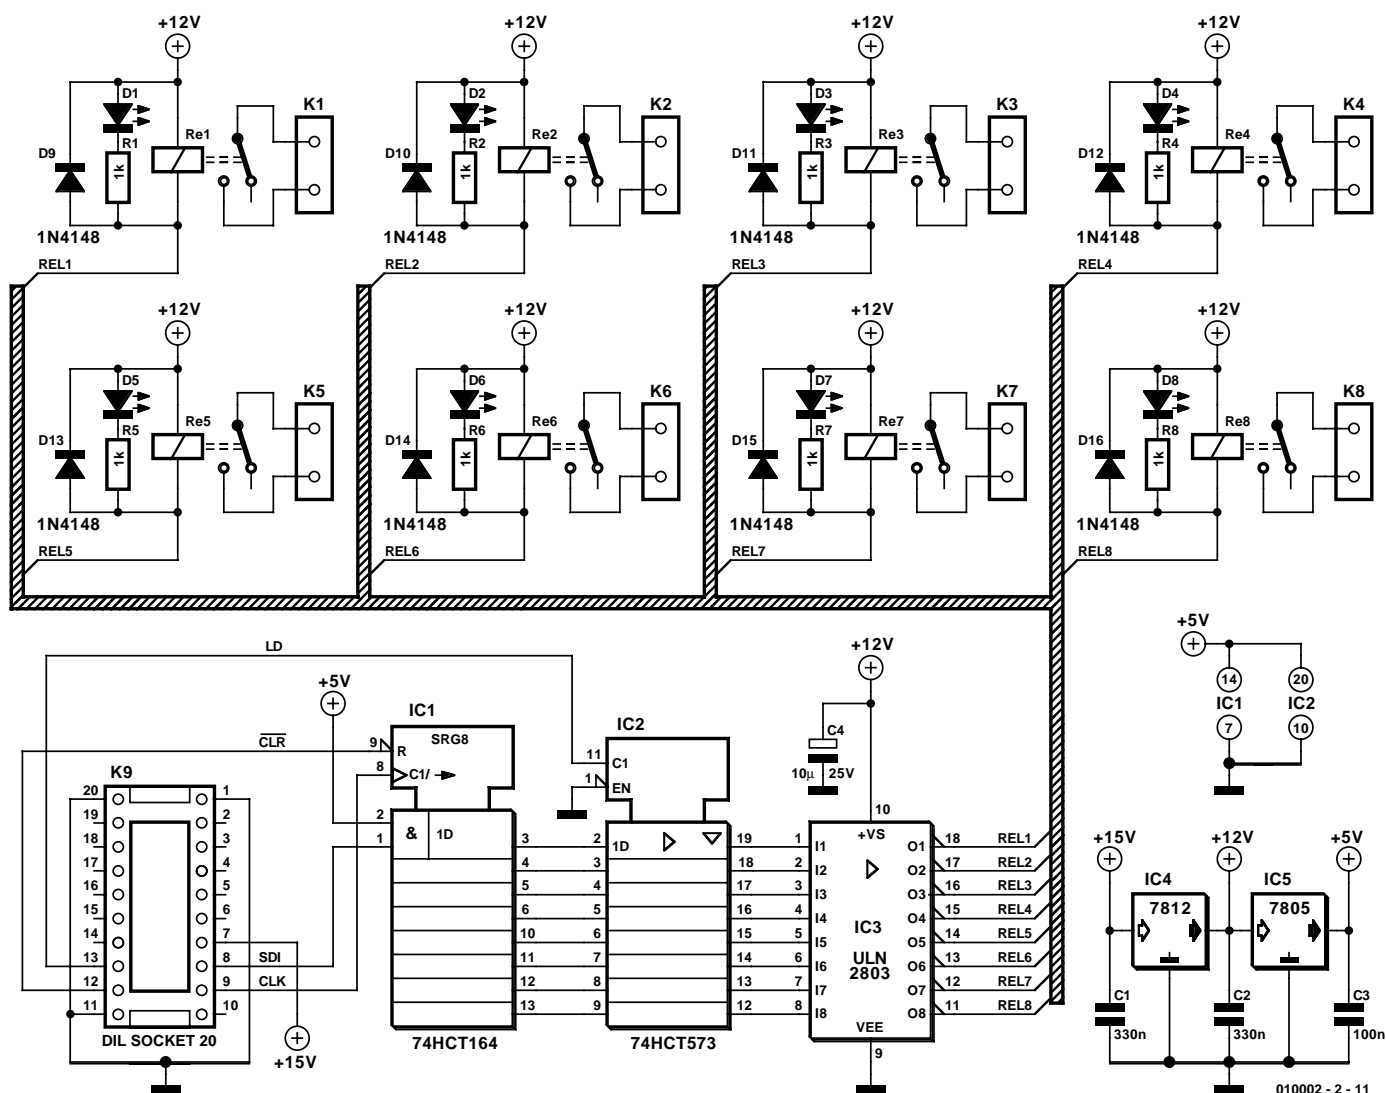 +12V +12V +12V +12V
D1 K1 D2 K2 D3 K3 D4 K4
R1 Re1 R2 Re2 R3 Re3 R4 Re4
D9 1k D10 1k D11 1k D12 1k
1N4148 1N4148 1N4148 1N4148
REL1 REL2 REL3 REL4
+12V +12V +12V +12V
D5 K5 D6 K6 D7 K7 D8 K8
R5 Re5 R6 Re6 R7 Re7 R8 Re8
D13 1k D14 1k D15 1k D16 1k
1N4148 1N4148 1N4148 1N4148
REL5 REL6 REL7 REL8
LD
+5V
CLR
IC1
SRG8
9 R
8 C1/
2
1
&
1D
3
4
5
6
10
11
12
13
74HCT164
IC2
11 C1
1 EN
2 1D
3
4
5
6
7
8
9
19
18
17
16
15
14
13
12
74HCT573
+12V
C4
10µ 25V
10
+VS
1 I1 O1 18 REL1
2 I2 O2 17 REL2
3 I3 O3 16 REL3
4 I4 O4 15 REL4
5 I5 O5 14 REL5
6 I6 O6 13 REL6
7 I7 O7 12 REL7
8 I8 O8 11 REL8
IC3
ULN
2803
VEE
9
K9
20 1
19 2
18 3
17 4
16 5
15 6
14 7
13 8 SDI
12 9 CLK
11 10
DIL SOCKET 20
+15V
+5V
14 20
IC1 IC2
7 10
+15V +12V +5V
IC4 IC5
7812 7805
C1 C2 C3
330n 330n 100n
010002 - 2 - 11